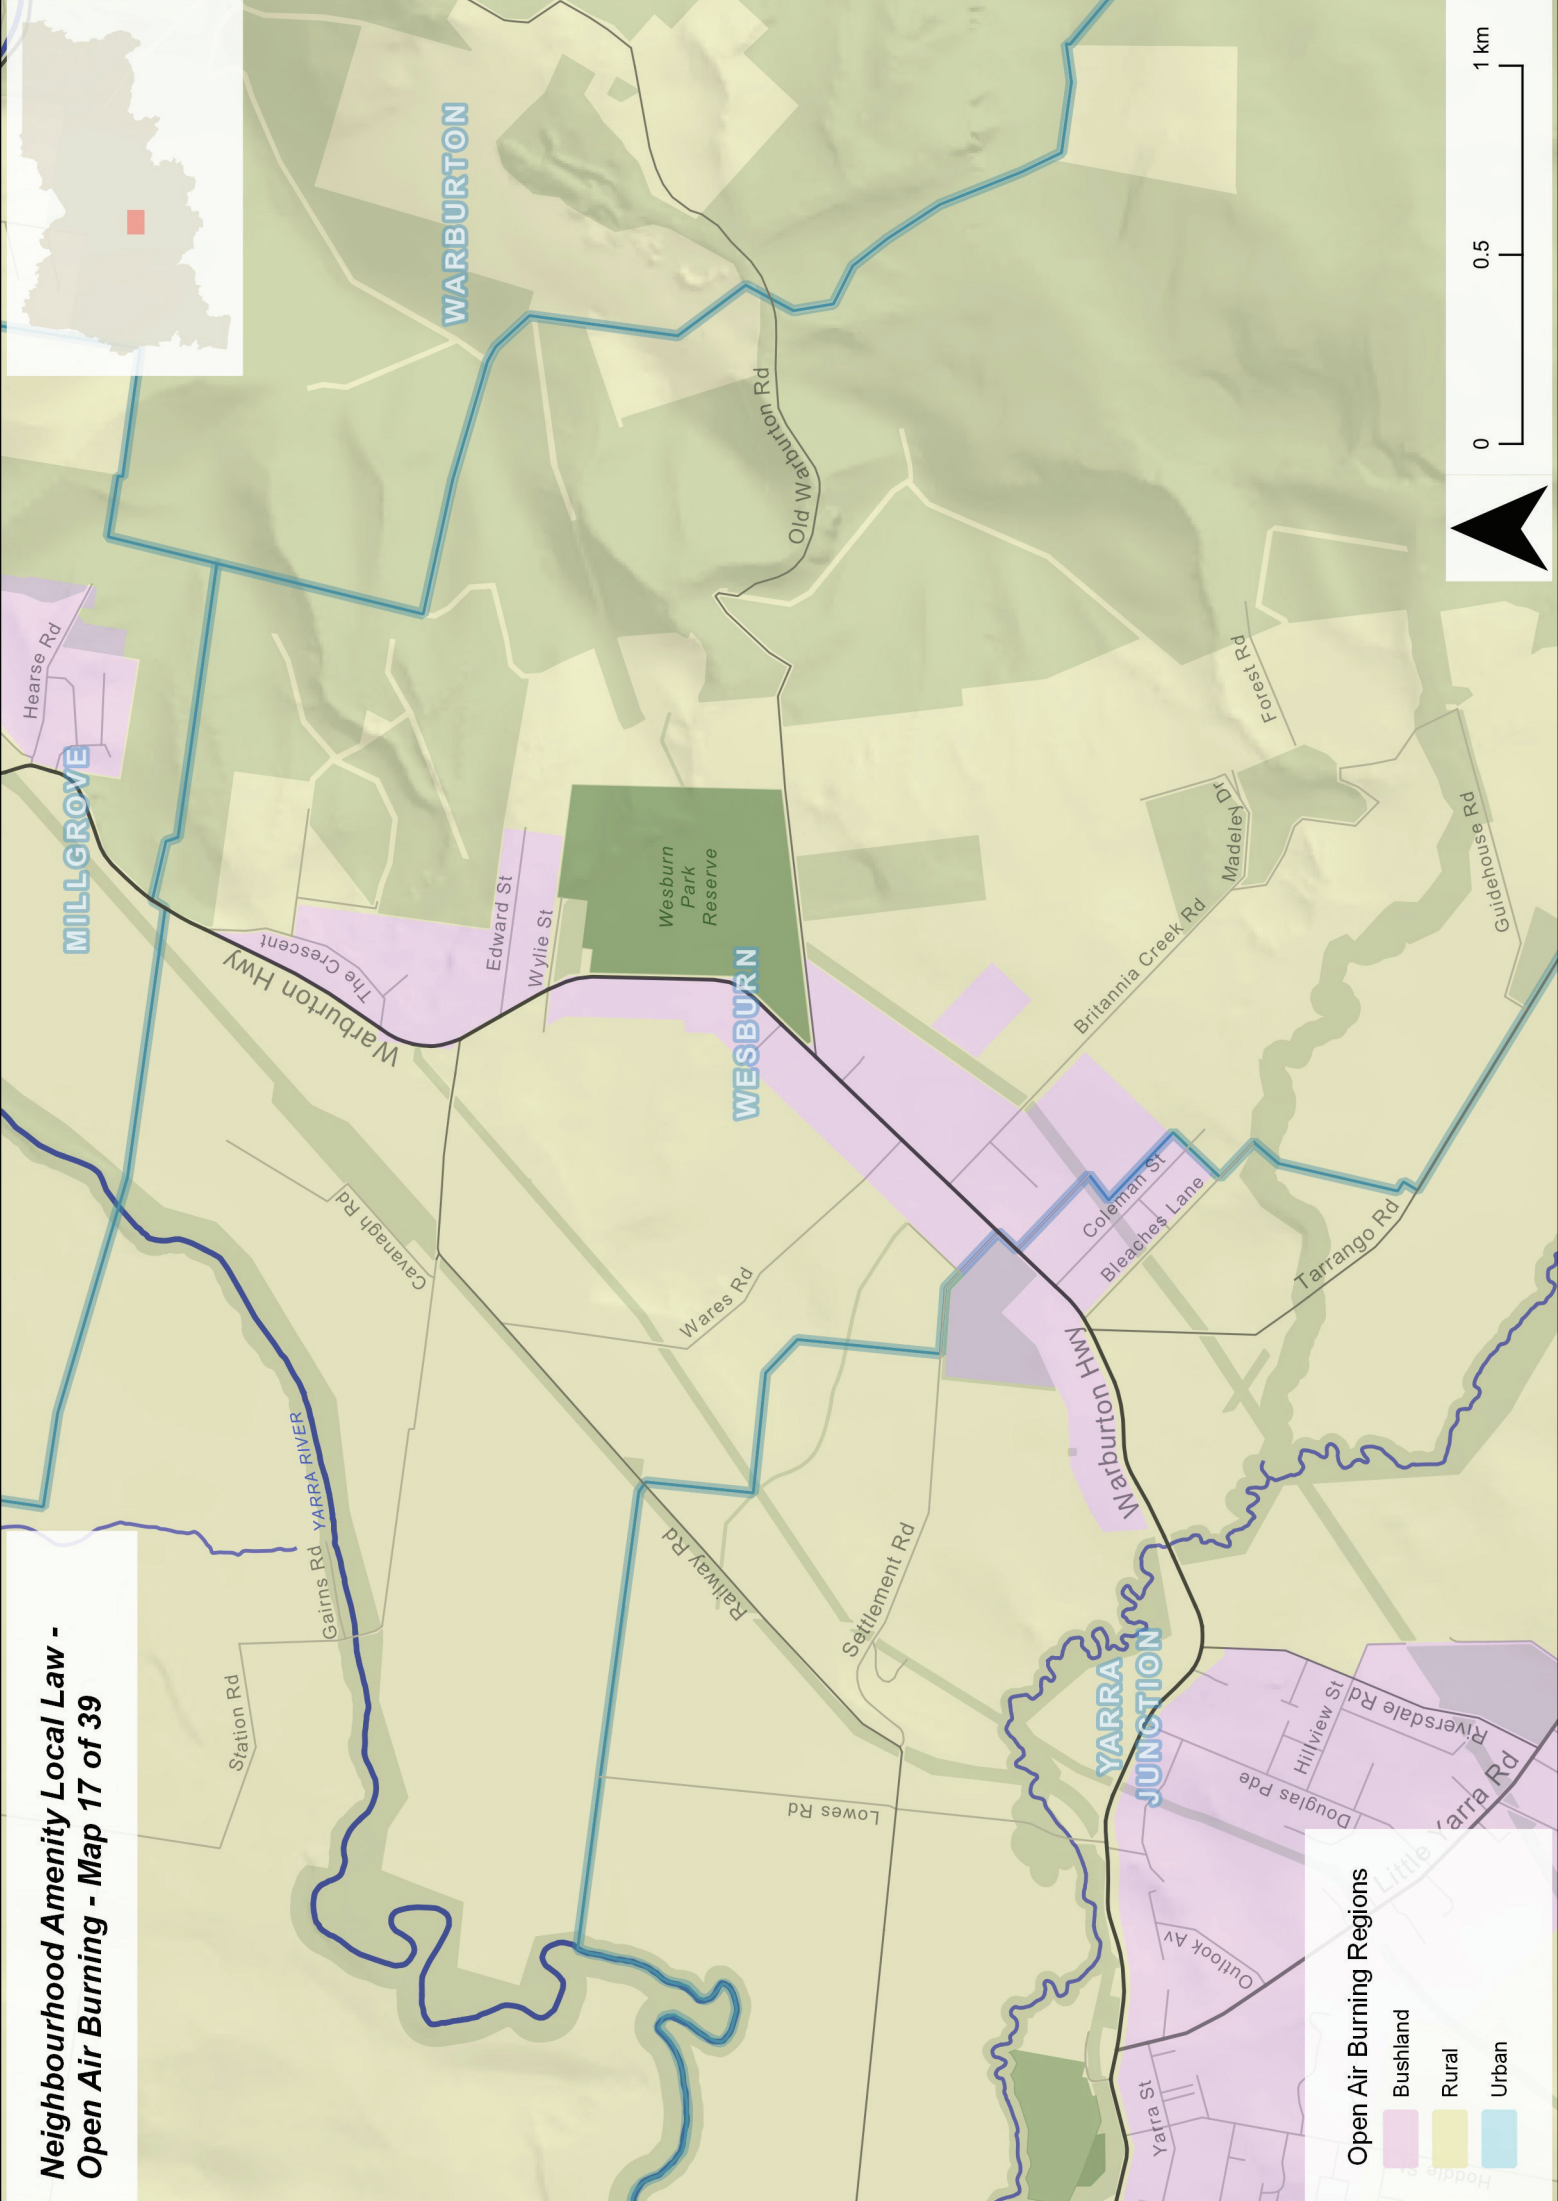 Neighbourhood Amenity Local Law -
Open Air Burning - Map 17 of 39
MILLGROVE
WARBURTON
WESBURN
YARRA
JUNCTION
Hearse Rd
Warburton Hwy
The Crescent
Edward St
Wylie St
Wesburn
Park
Reserve
Old Warburton Rd
Cavanagh Rd
YARRA RIVER
Gairns Rd
Station Rd
Railway Rd
Wares Rd
Settlement Rd
Lowes Rd
Britannia Creek Rd
Madeley Dr
Forest Rd
Guidehouse Rd
Coleman St
Bleaches Lane
Tarrango Rd
Warburton Hwy
Hillview St
Riversdale Rd
Douglas Pde
Little Yarra Rd
Outlook Av
Yarra St
Hoddle St
Open Air Burning Regions
Bushland
Rural
Urban
0
0.5
1 km